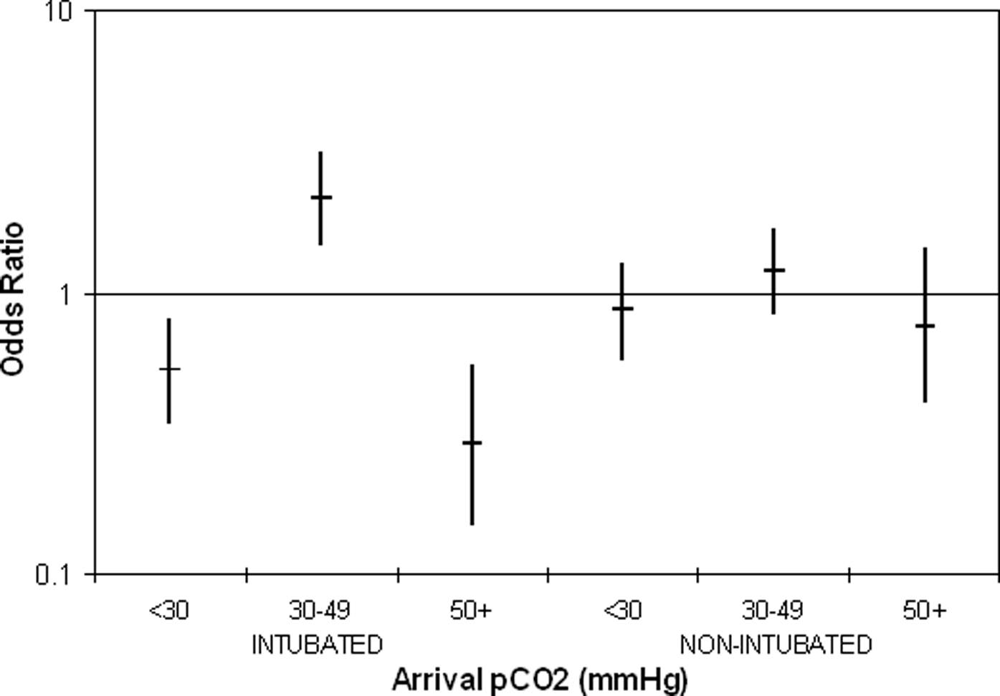 10
1
0.1
Odds Ratio
<30 30-49 50+ <30 30-49 50+
INTUBATED NON-INTUBATED
Arrival pCO2 (mmHg)